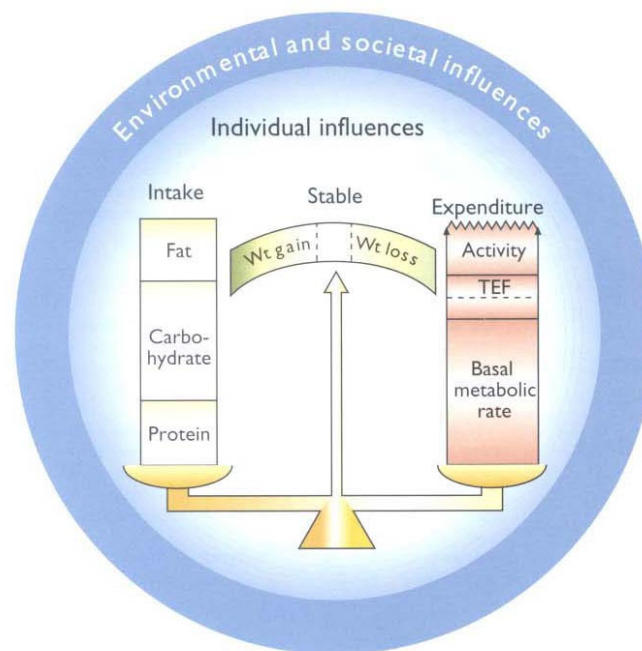 Environmental and societal influences
Individual influences
Intake
Stable
Expenditure
Fat
Wt gain
Wt loss
Activity
TEF
Carbo-
hydrate
Basal
metabolic
rate
Protein